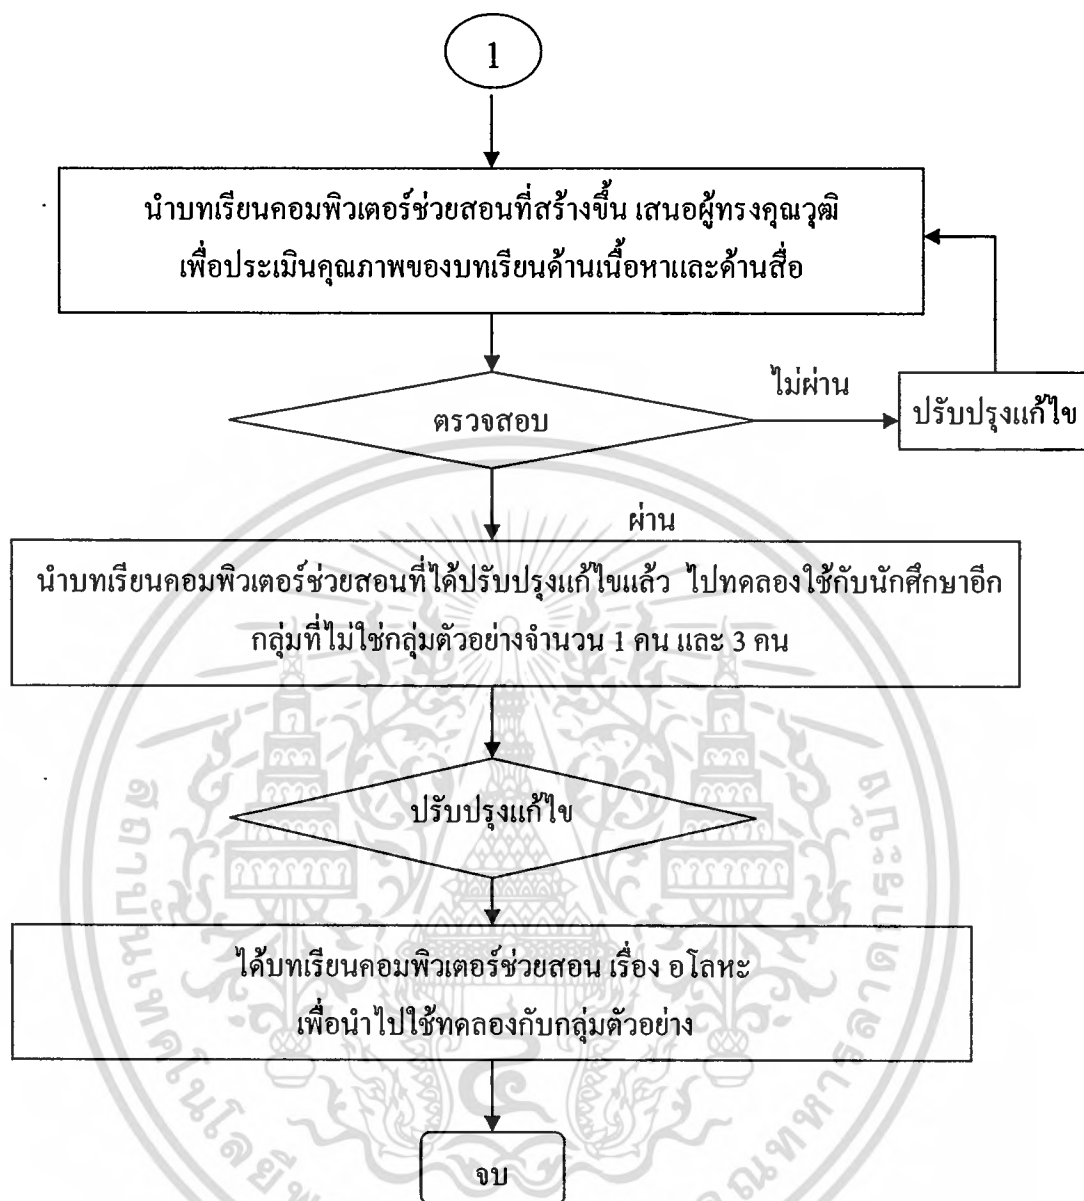 1
นำบทเรียนคอมพิวเตอร์ช่วยสอนที่สร้างขึ้น เสนอผู้ทรงคุณวุฒิ
เพื่อประเมินคุณภาพของบทเรียนด้านเนื้อหาและด้านสื่อ
ไม่ผ่าน
ตรวจสอบ
ปรับปรุงแก้ไข
ผ่าน
นำบทเรียนคอมพิวเตอร์ช่วยสอนที่ได้ปรับปรุงแก้ไขแล้ว ไปทดลองใช้กับนักศึกษาอีก
กลุ่มที่ไม่ใช่กลุ่มตัวอย่างจำนวน 1 คน และ 3 คน
ปรับปรุงแก้ไข
ได้บทเรียนคอมพิวเตอร์ช่วยสอน เรื่อง อโลหะ
เพื่อนำไปใช้ทดลองกับกลุ่มตัวอย่าง
จบ